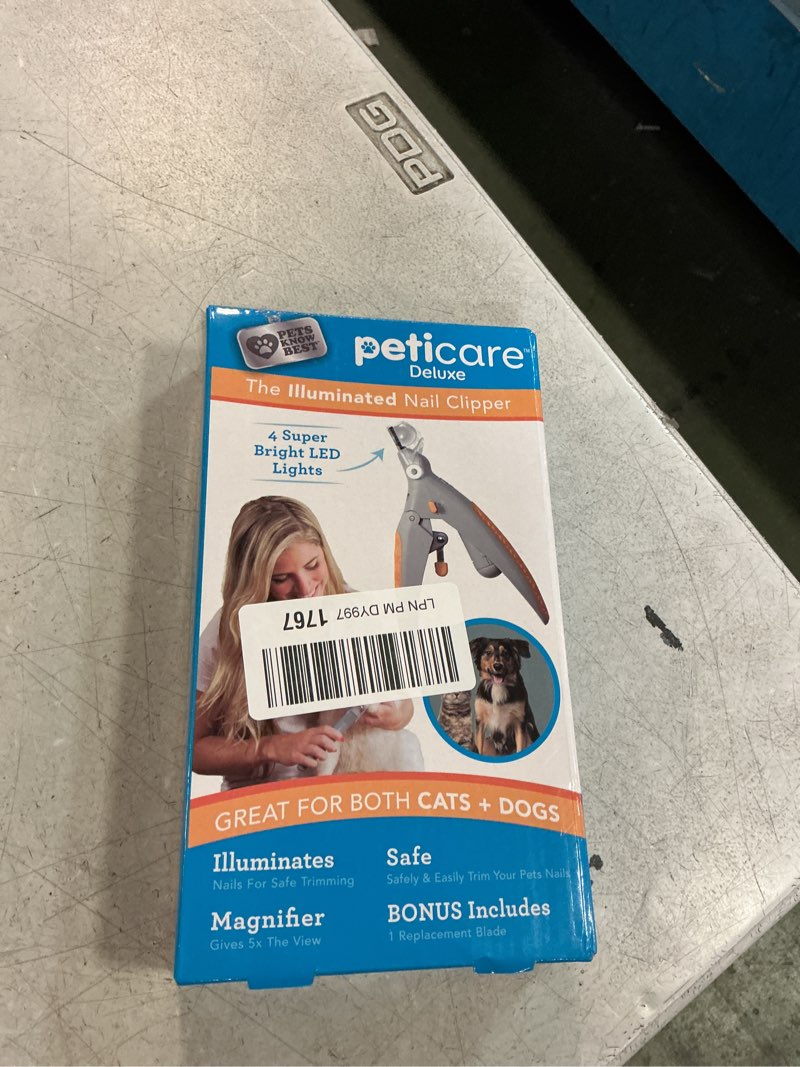 PDG
PETS
KNOW
BEST
peticare™
Deluxe
The Illuminated Nail Clipper
4 Super
Bright LED
Lights
LPN PM DY997 1767
GREAT FOR BOTH CATS + DOGS
Illuminates
Nails For Safe Trimming
Safe
Safely & Easily Trim Your Pets Nails
Magnifier
Gives 5x The View
BONUS Includes
1 Replacement Blade